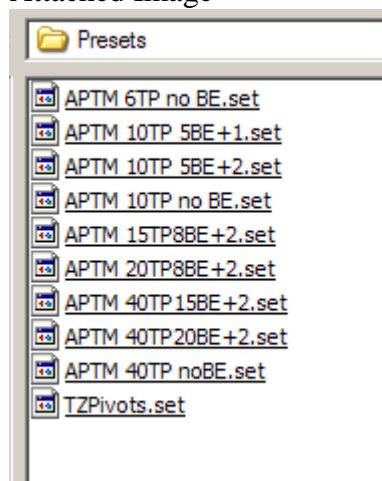 Presets
APTM 6TP no BE.set
APTM 10TP 5BE+1.set
APTM 10TP 5BE+2.set
APTM 10TP no BE.set
APTM 15TP8BE+2.set
APTM 20TP8BE+2.set
APTM 40TP15BE+2.set
APTM 40TP20BE+2.set
APTM 40TP noBE.set
TZPivots.set